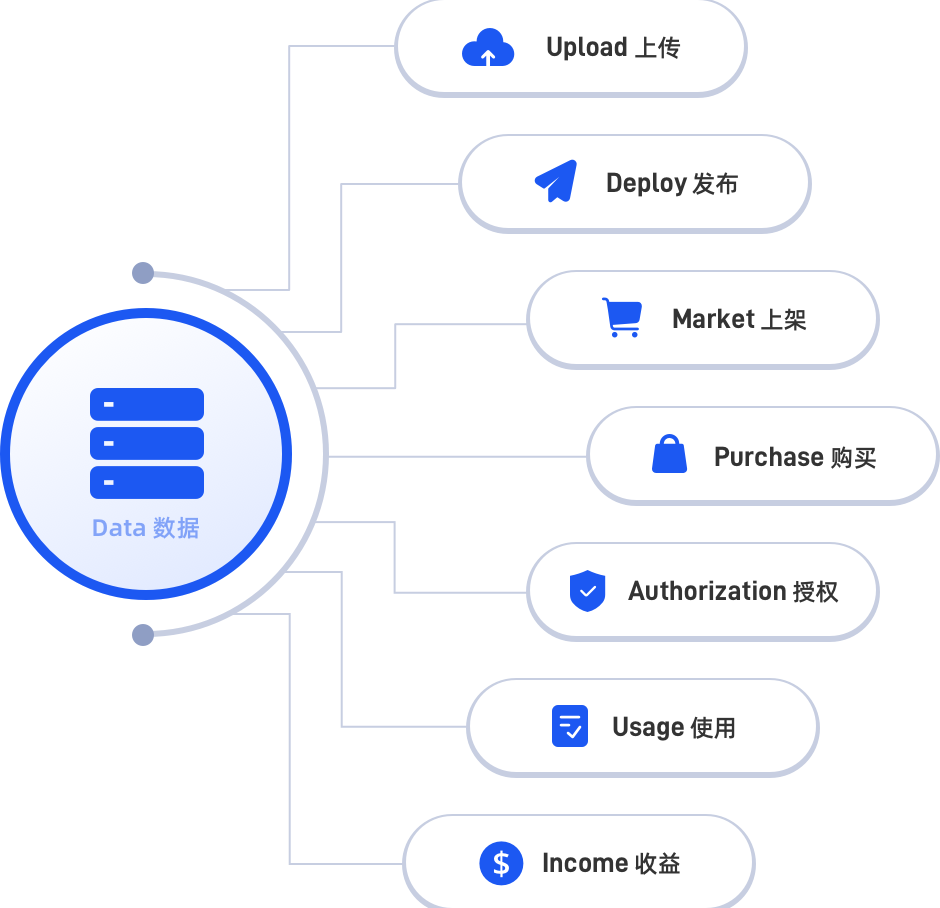 Upload 上传
Deploy 发布
Market 上架
Purchase 购买
Data 数据
Authorization 授权
Usage 使用
$
Income 收益